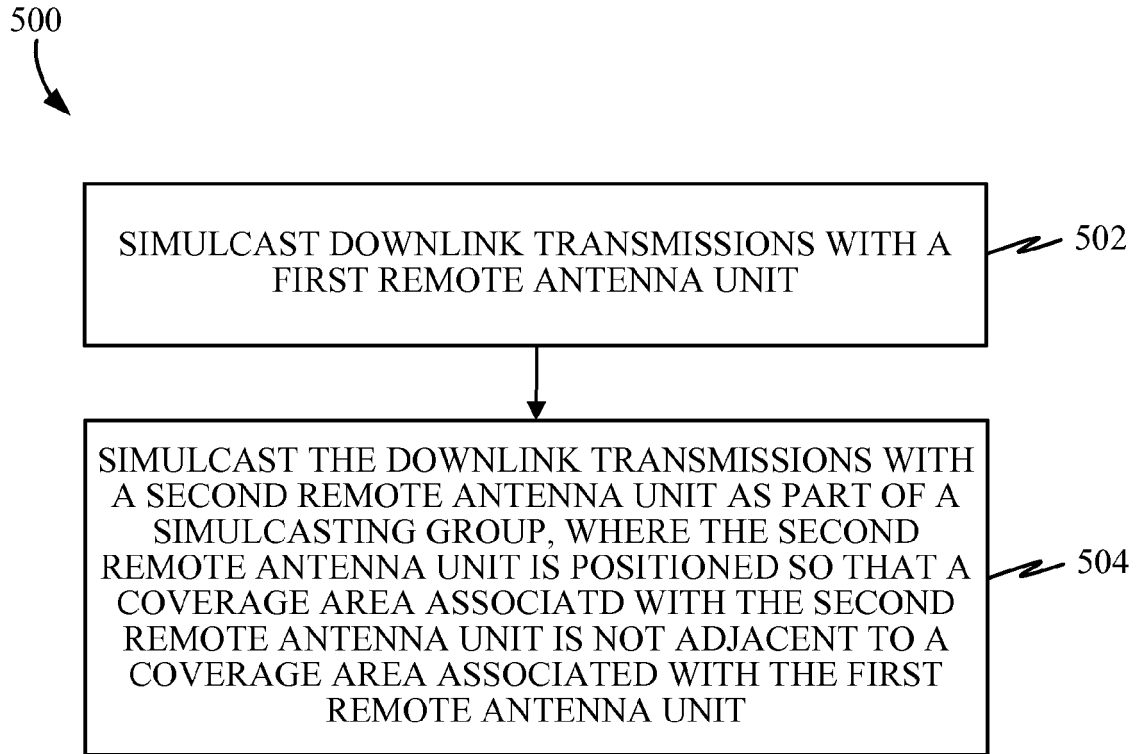 500
SIMULCAST DOWNLINK TRANSMISSIONS WITH A
FIRST REMOTE ANTENNA UNIT
502
SIMULCAST THE DOWNLINK TRANSMISSIONS WITH
A SECOND REMOTE ANTENNA UNIT AS PART OF A
SIMULCASTING GROUP, WHERE THE SECOND
REMOTE ANTENNA UNIT IS POSITIONED SO THAT A
COVERAGE AREA ASSOCIATD WITH THE SECOND
REMOTE ANTENNA UNIT IS NOT ADJACENT TO A
COVERAGE AREA ASSOCIATED WITH THE FIRST
REMOTE ANTENNA UNIT
504